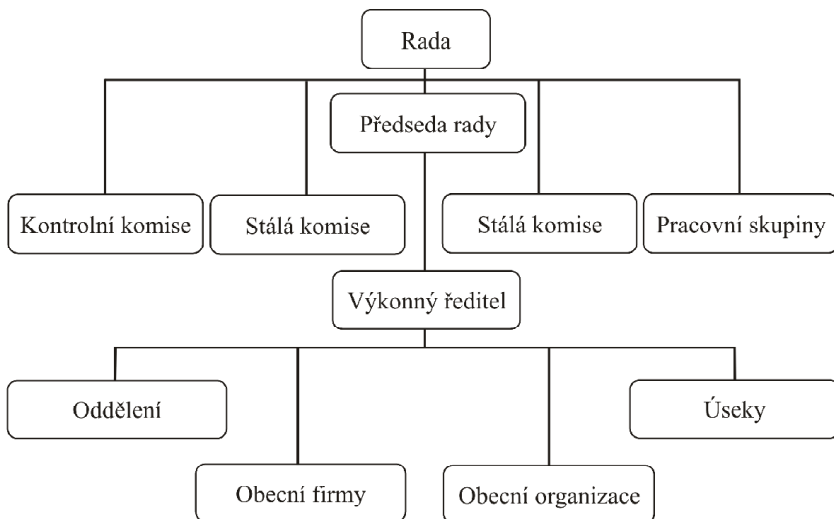 Rada
Předseda rady
Kontrolní komise
Stálá komise
Stálá komise
Pracovní skupiny
Výkonný ředitel
Oddělení
Úseky
Obecní firmy
Obecní organizace